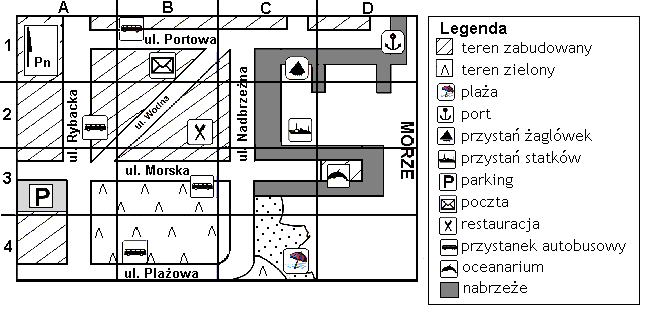 A B C D
1
2
3
4
Pn
ul. Portowa
ul. Rybacka
ul. Wodna
ul. Nadbrzeżna
MORZE
ul. Morska
P
ul. Plażowa
Legenda
teren zabudowany
teren zielony
plaża
port
przystań żaglówek
przystań statków
P parking
poczta
restauracja
przystanek autobusowy
oceanarium
nabrzeże